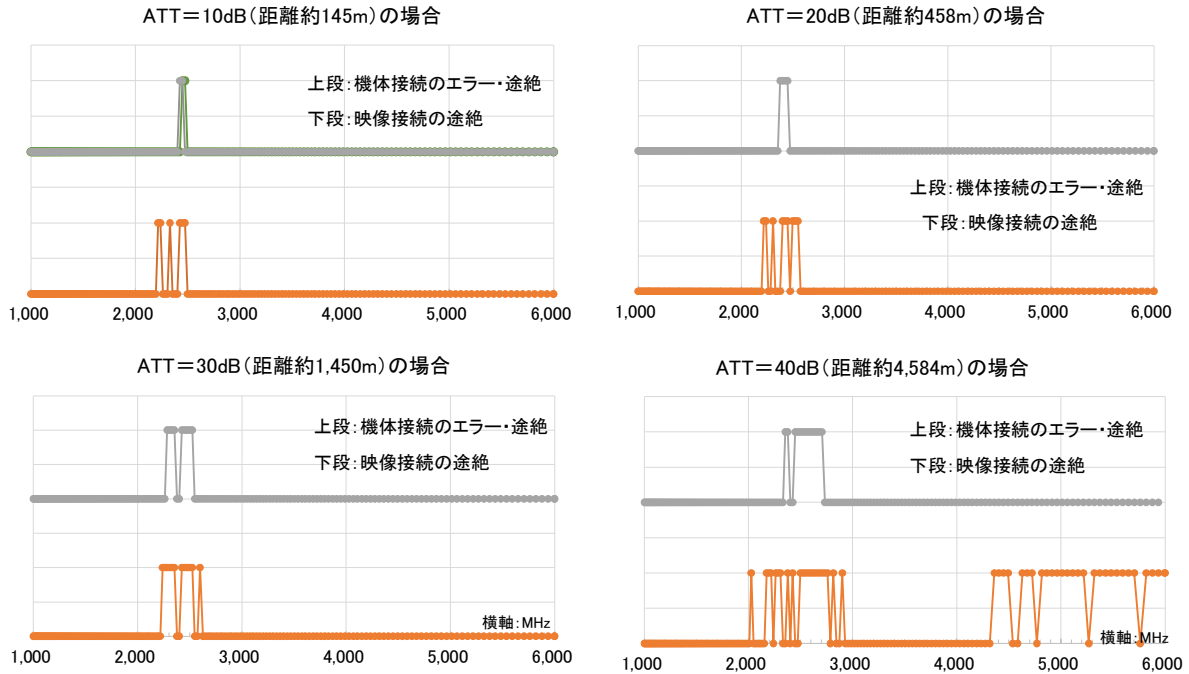 ATT＝10dB（距離約145m）の場合
上段：機体接続のエラー・途絶
下段：映像接続の途絶
1,000 2,000 3,000 4,000 5,000 6,000
ATT＝20dB（距離約458m）の場合
上段：機体接続のエラー・途絶
下段：映像接続の途絶
1,000 2,000 3,000 4,000 5,000 6,000
ATT＝30dB（距離約1,450m）の場合
上段：機体接続のエラー・途絶
下段：映像接続の途絶
横軸：MHz
1,000 2,000 3,000 4,000 5,000 6,000
ATT＝40dB（距離約4,584m）の場合
上段：機体接続のエラー・途絶
下段：映像接続の途絶
横軸：MHz
1,000 2,000 3,000 4,000 5,000 6,000